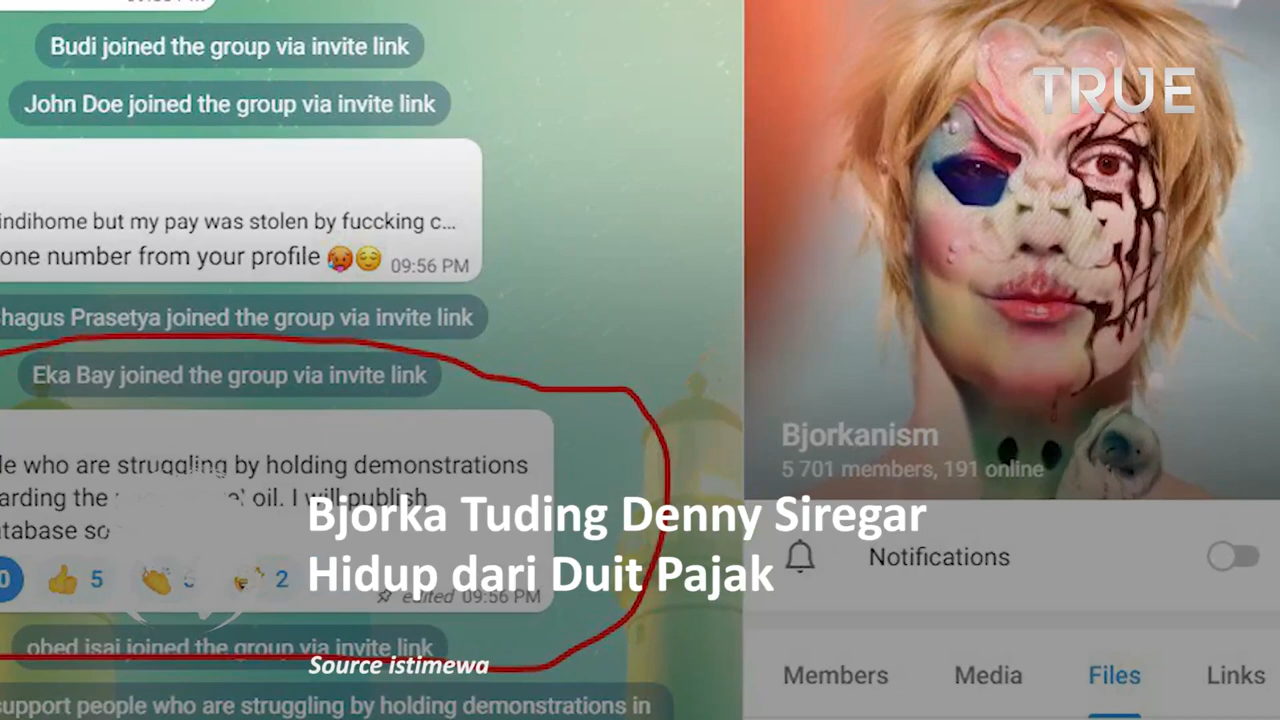 Budi joined the group via invite link
John Doe joined the group via invite link
indihome but my pay was stolen by fuccking c...
one number from your profile 🥵😌 09:56 PM
hagus Prasetya joined the group via invite link
Eka Bay joined the group via invite link
le who are struggling by holding demonstrations
arding the oil. I will publish
atabase so
0 👍 5 👏 2
edited 09:56 PM
obed isai joined the group via invite link
support people who are struggling by holding demonstrations in
TRUE
Bjorkanism
5 701 members, 191 online
Bjorka Tuding Denny Siregar
Hidup dari Duit Pajak
Source istimewa
Notifications
Members Media Files Links